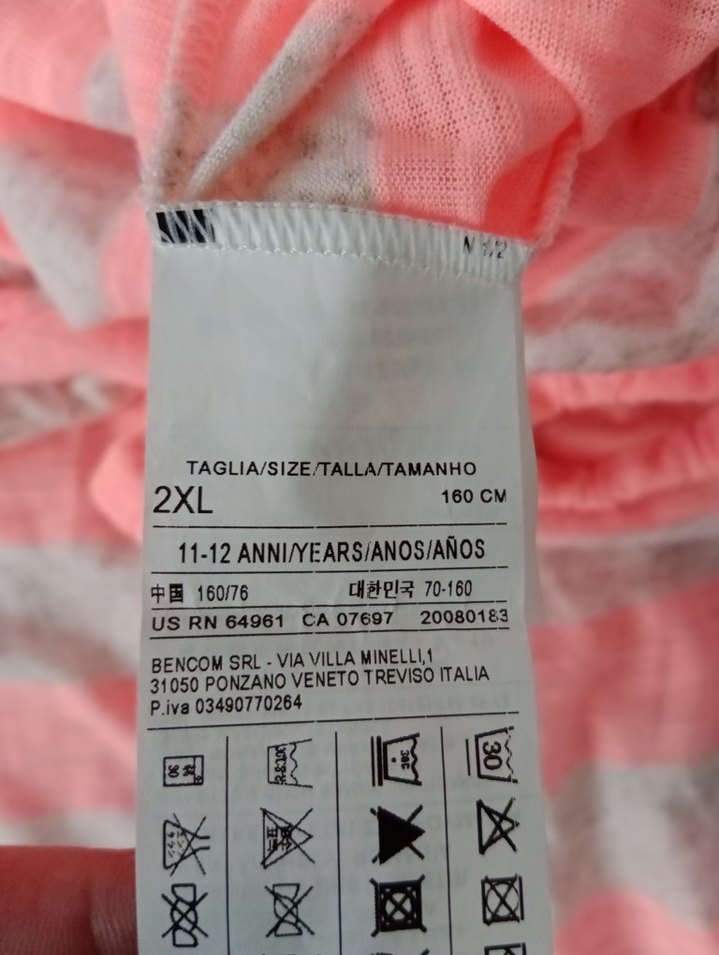 N 1/2
TAGLIA/SIZE/TALLA/TAMANHO
2XL 160 CM
11-12 ANNI/YEARS/ANOS/AÑOS
中国 160/76 대한민국 70-160
US RN 64961 CA 07697 20080183
BENCOM SRL - VIA VILLA MINELLI,1
31050 PONZANO VENETO TREVISO ITALIA
P.iva 03490770264
30
30